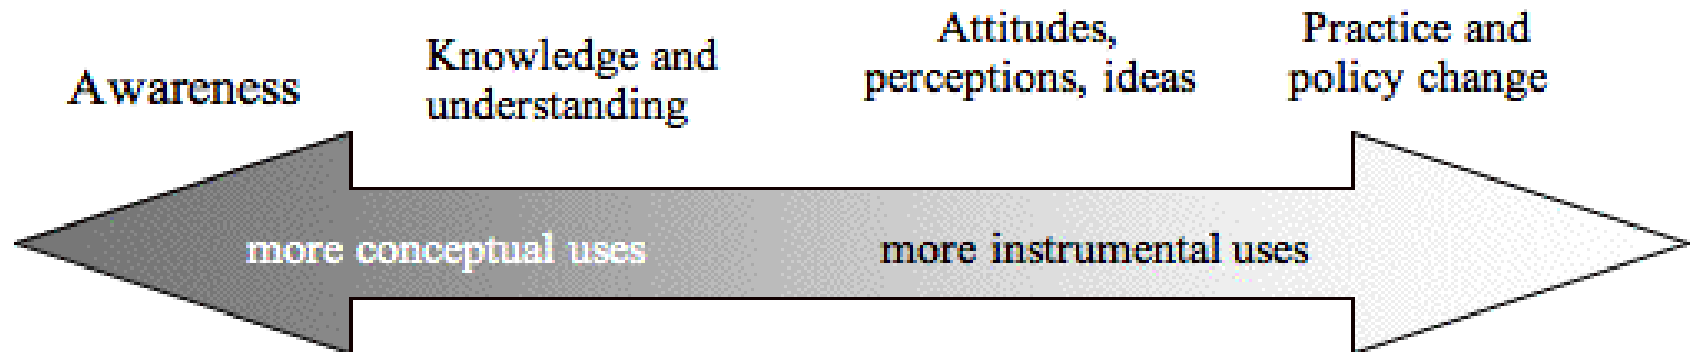 Awareness
Knowledge and
understanding
Attitudes,
perceptions, ideas
Practice and
policy change
more conceptual uses
more instrumental uses